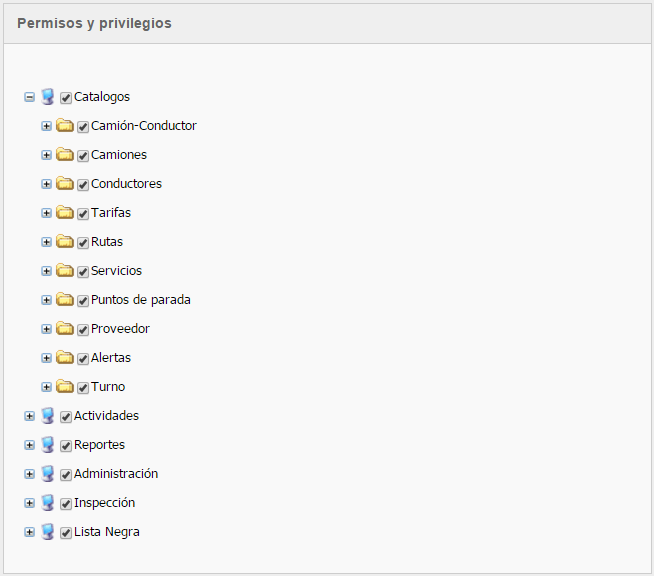 Permisos y privilegios
Catalogos
Camión-Conductor
Camiones
Conductores
Tarifas
Rutas
Servicios
Puntos de parada
Proveedor
Alertas
Turno
Actividades
Reportes
Administración
Inspección
Lista Negra